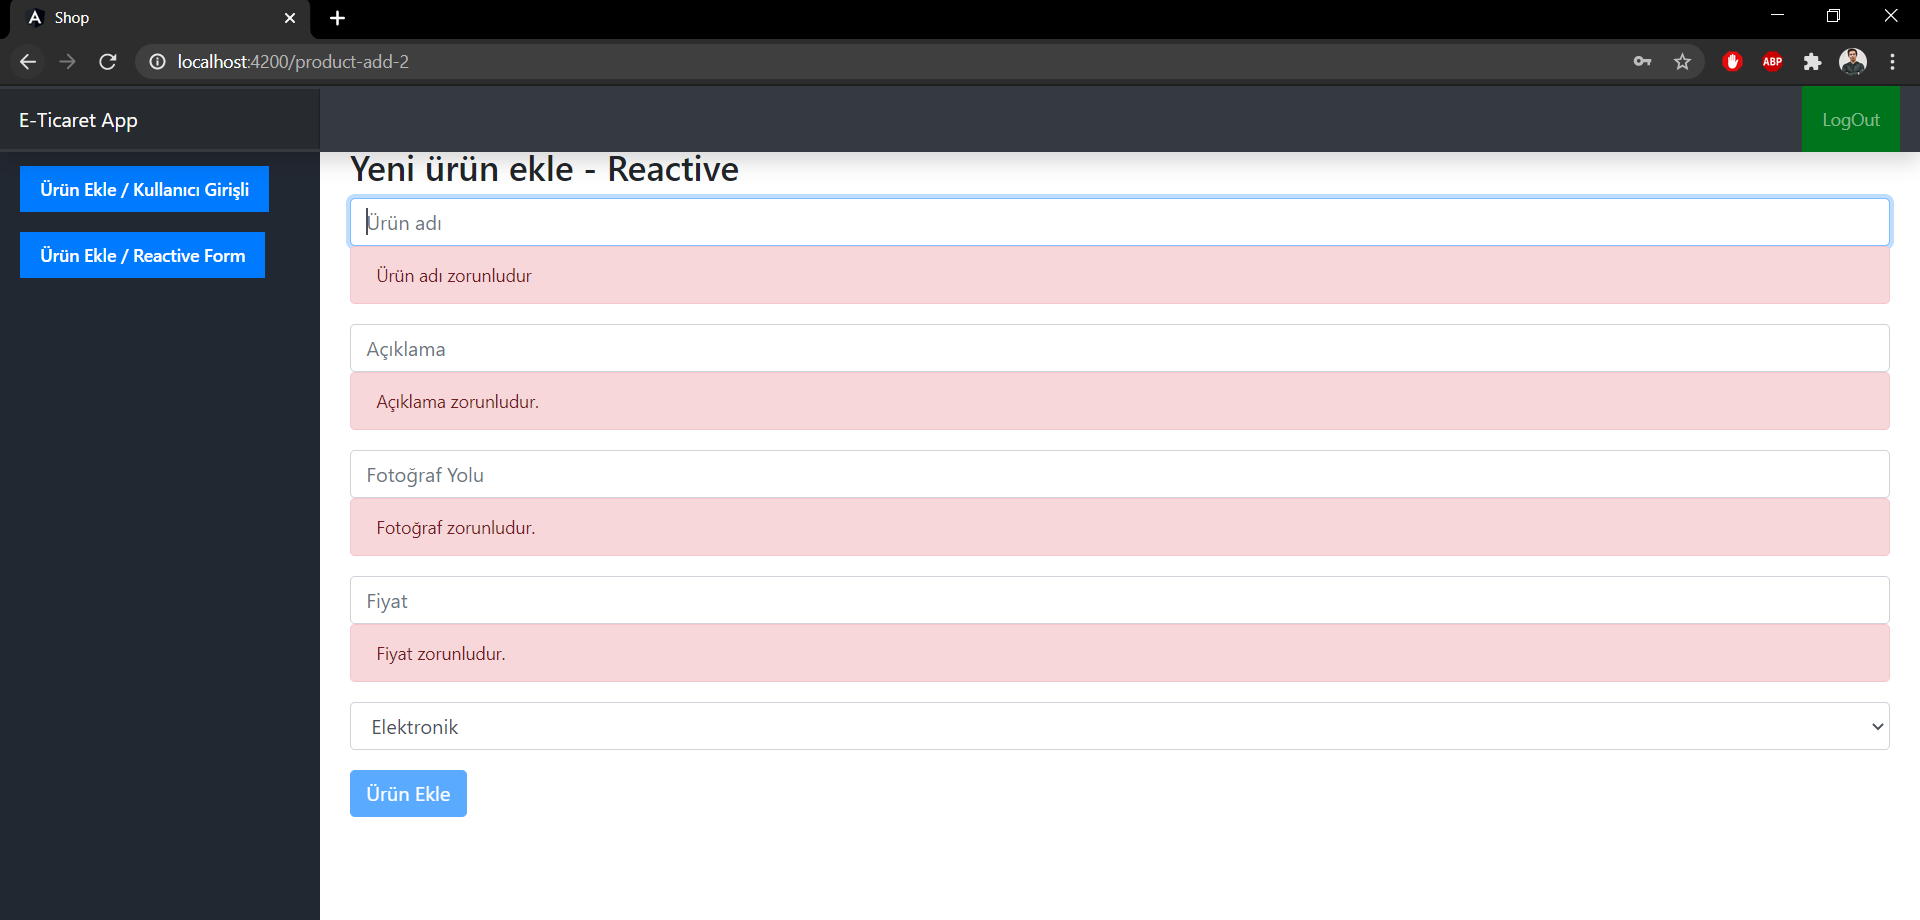 Shop
localhost:4200/product-add-2
ABP
E-Ticaret App
LogOut
Ürün Ekle / Kullanıcı Girişli
Ürün Ekle / Reactive Form
Yeni ürün ekle - Reactive
Ürün adı
Ürün adı zorunludur
Açıklama
Açıklama zorunludur.
Fotoğraf Yolu
Fotoğraf zorunludur.
Fiyat
Fiyat zorunludur.
Elektronik
Ürün Ekle